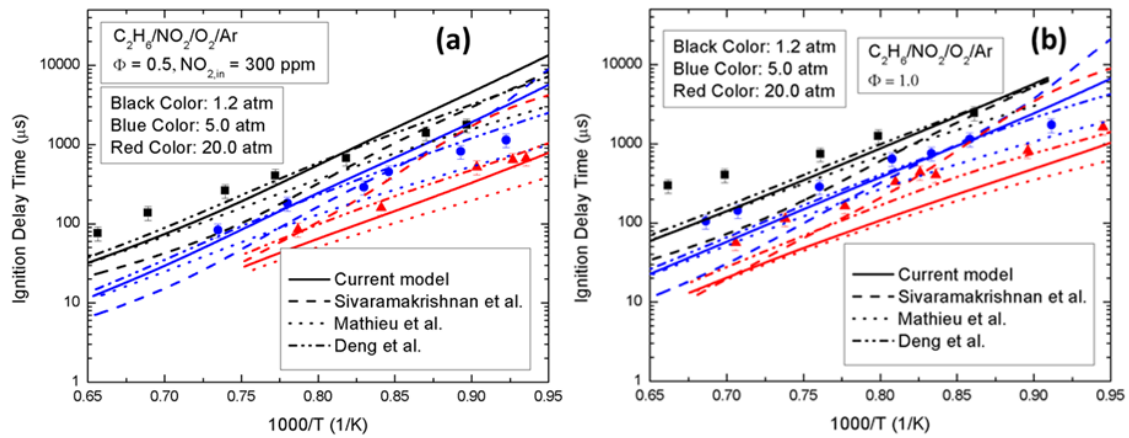 (a)
C₂H₆/NO₂/O₂/Ar
Φ = 0.5, NO₂,ᵢₙ = 300 ppm
Black Color: 1.2 atm
Blue Color: 5.0 atm
Red Color: 20.0 atm
Ignition Delay Time (μs)
10000
1000
100
10
1
Current model
Sivaramakrishnan et al.
Mathieu et al.
Deng et al.
0.65 0.70 0.75 0.80 0.85 0.90 0.95
1000/T (1/K)
(b)
Black Color: 1.2 atm
Blue Color: 5.0 atm
Red Color: 20.0 atm
C₂H₆/NO₂/O₂/Ar
Φ = 1.0
Ignition Delay Time (μs)
10000
1000
100
10
1
Current model
Sivaramakrishnan et al.
Mathieu et al.
Deng et al.
0.65 0.70 0.75 0.80 0.85 0.90 0.95
1000/T (1/K)